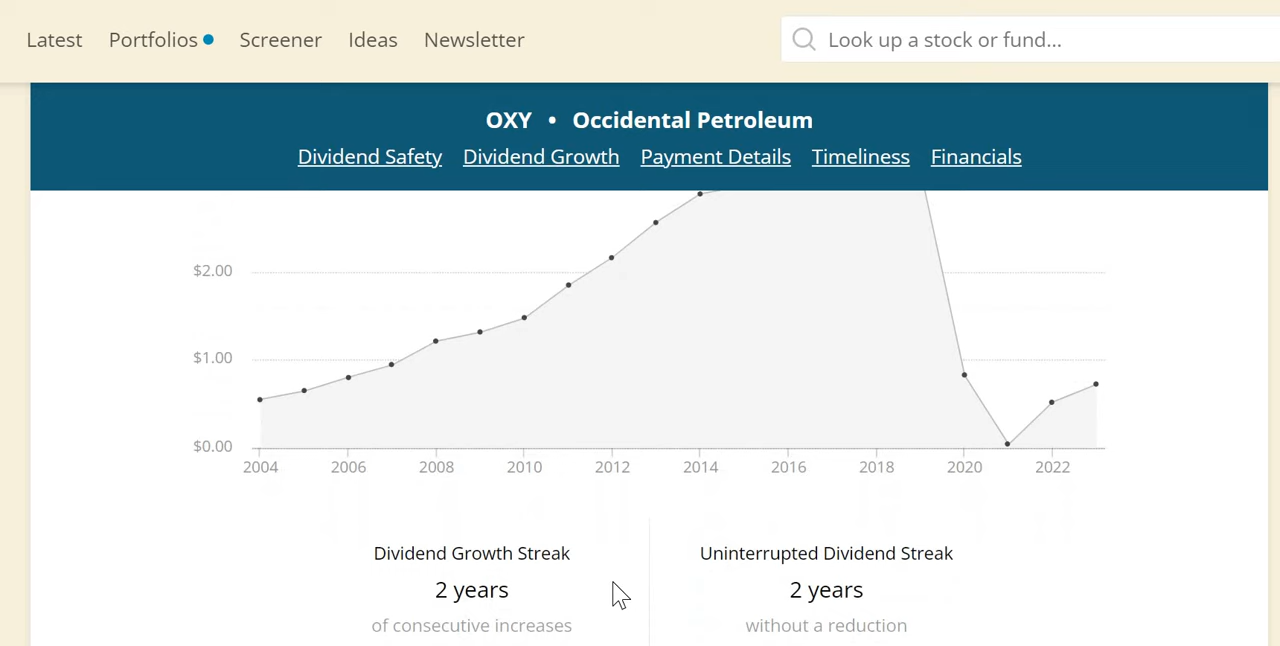 Latest Portfolios Screener Ideas Newsletter Look up a stock or fund...
OXY • Occidental Petroleum
Dividend Safety Dividend Growth Payment Details Timeliness Financials
$2.00
$1.00
$0.00
2004 2006 2008 2010 2012 2014 2016 2018 2020 2022
Dividend Growth Streak Uninterrupted Dividend Streak
2 years 2 years
of consecutive increases without a reduction